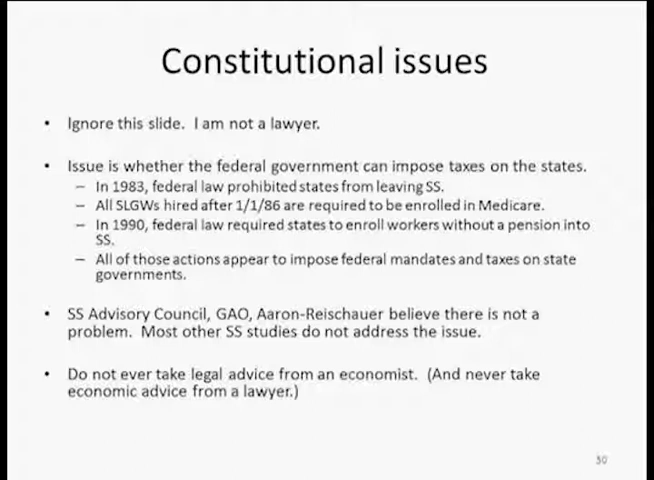 Constitutional issues
• Ignore this slide. I am not a lawyer.
• Issue is whether the federal government can impose taxes on the states.
– In 1983, federal law prohibited states from leaving SS.
– All SLGWs hired after 1/1/86 are required to be enrolled in Medicare.
– In 1990, federal law required states to enroll workers without a pension into
SS.
– All of those actions appear to impose federal mandates and taxes on state
governments.
• SS Advisory Council, GAO, Aaron-Reischauer believe there is not a
problem. Most other SS studies do not address the issue.
• Do not ever take legal advice from an economist. (And never take
economic advice from a lawyer.)
30